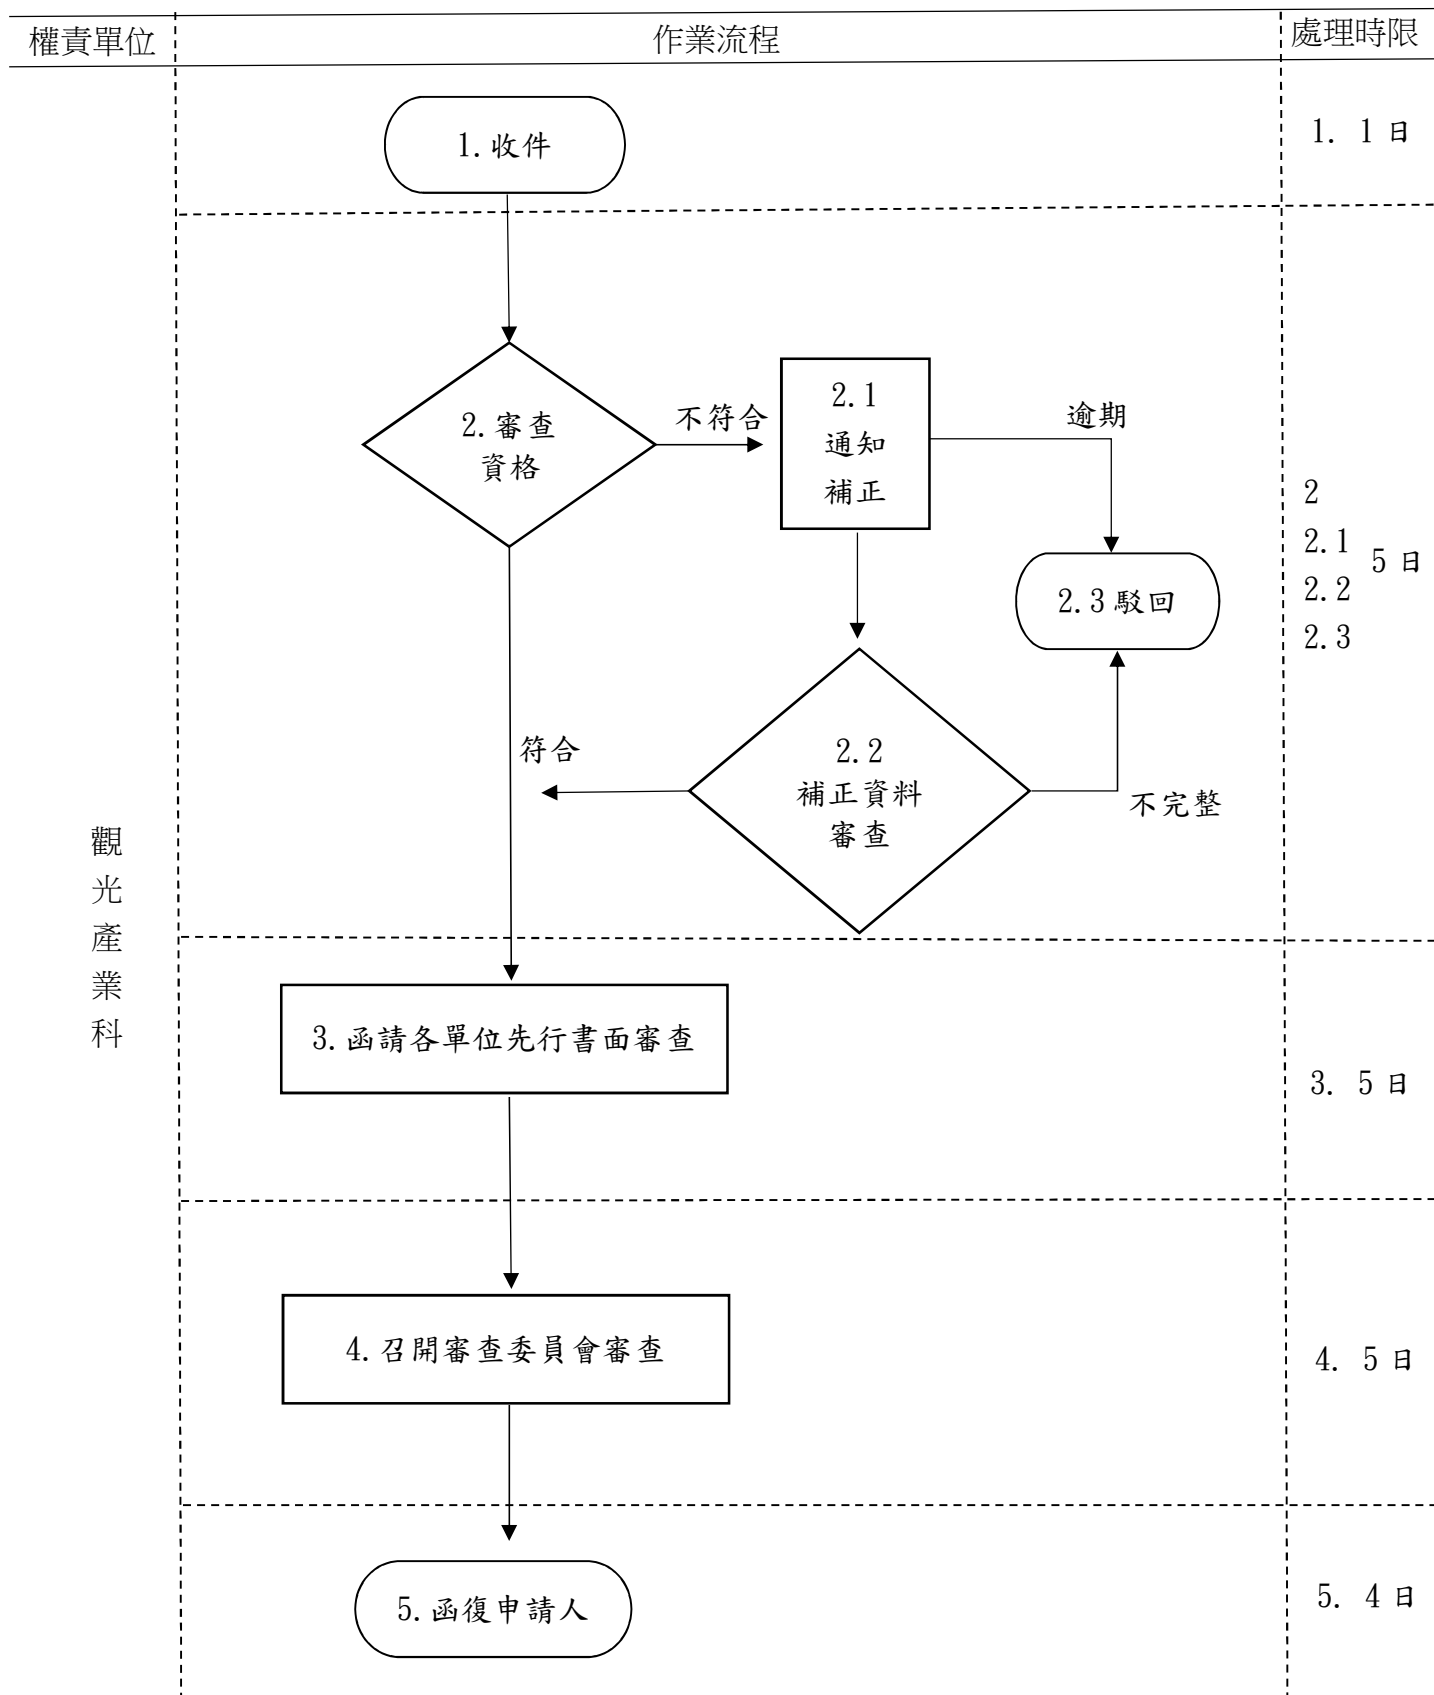 權責單位
作業流程
處理時限
1.收件
1. 1日
2.審查
資格
不符合
2.1
通知
補正
逾期
2.3駁回
2
2.1
2.2
2.3
5日
符合
2.2
補正資料
審查
不完整
觀
光
產
業
科
3.函請各單位先行書面審查
3. 5日
4.召開審查委員會審查
4. 5日
5.函復申請人
5. 4日